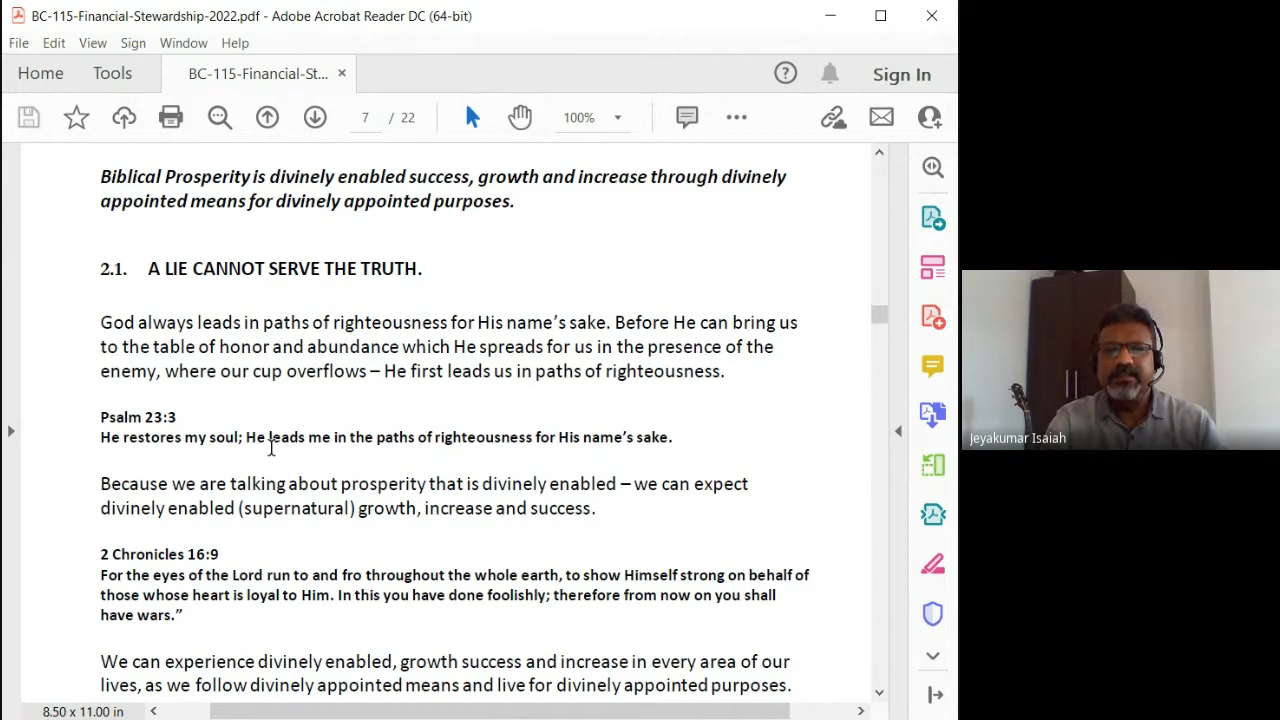 BC-115-Financial-Stewardship-2022.pdf - Adobe Acrobat Reader DC (64-bit)
File Edit View Sign Window Help
Home Tools BC-115-Financial-St... × Sign In
7 / 22 100%
Biblical Prosperity is divinely enabled success, growth and increase through divinely
appointed means for divinely appointed purposes.
2.1. A LIE CANNOT SERVE THE TRUTH.
God always leads in paths of righteousness for His name’s sake. Before He can bring us
to the table of honor and abundance which He spreads for us in the presence of the
enemy, where our cup overflows – He first leads us in paths of righteousness.
Psalm 23:3
He restores my soul; He leads me in the paths of righteousness for His name’s sake.
Because we are talking about prosperity that is divinely enabled – we can expect
divinely enabled (supernatural) growth, increase and success.
2 Chronicles 16:9
For the eyes of the Lord run to and fro throughout the whole earth, to show Himself strong on behalf of
those whose heart is loyal to Him. In this you have done foolishly; therefore from now on you shall
have wars.”
We can experience divinely enabled, growth success and increase in every area of our
lives, as we follow divinely appointed means and live for divinely appointed purposes.
8.50 x 11.00 in
Jeyakumar Isaiah